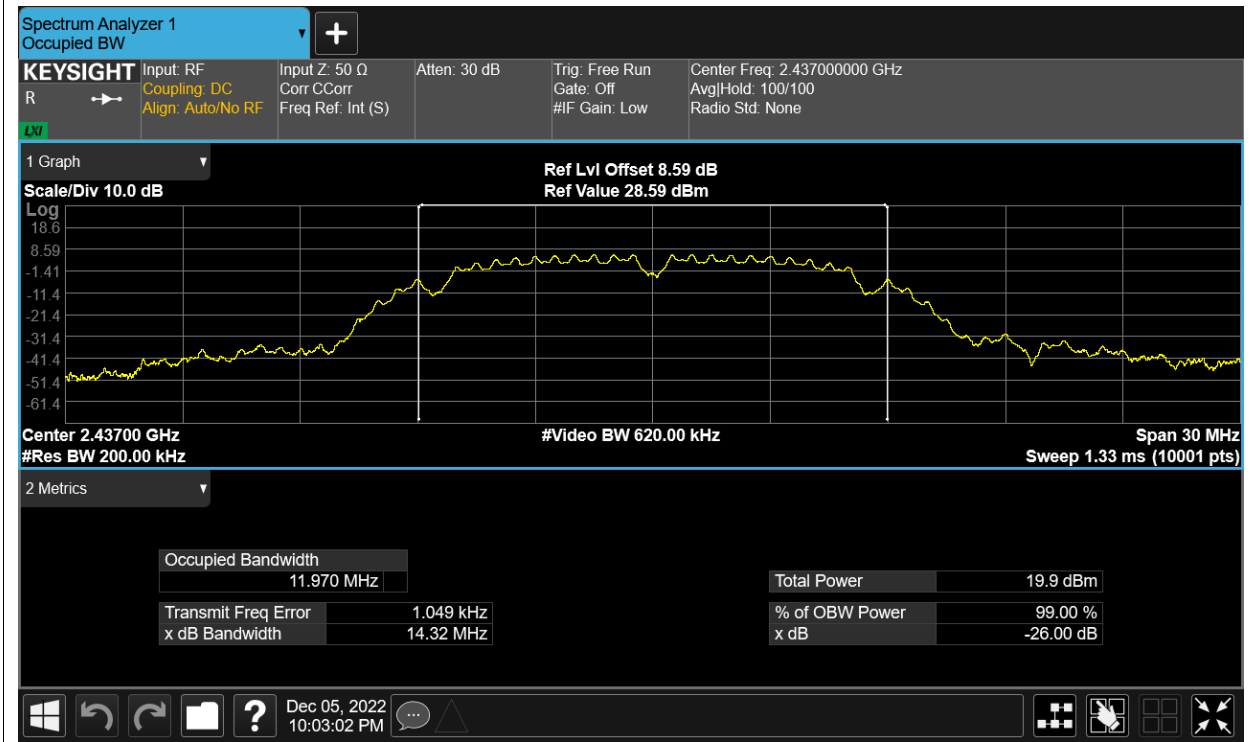 Spectrum Analyzer 1
Occupied BW
KEYSIGHT
R
LXI
Input: RF
Coupling: DC
Align: Auto/No RF
Input Z: 50 Ω
Corr CCorr
Freq Ref: Int (S)
Atten: 30 dB
Trig: Free Run
Gate: Off
#IF Gain: Low
Center Freq: 2.437000000 GHz
Avg|Hold: 100/100
Radio Std: None
1 Graph
Scale/Div 10.0 dB
Ref Lvl Offset 8.59 dB
Ref Value 28.59 dBm
Log
18.6
8.59
-1.41
-11.4
-21.4
-31.4
-41.4
-51.4
-61.4
Center 2.43700 GHz
#Video BW 620.00 kHz
Span 30 MHz
#Res BW 200.00 kHz
Sweep 1.33 ms (10001 pts)
2 Metrics
Occupied Bandwidth
11.970 MHz
Total Power 19.9 dBm
Transmit Freq Error 1.049 kHz
% of OBW Power 99.00 %
x dB Bandwidth 14.32 MHz
x dB -26.00 dB
?
Dec 05, 2022
10:03:02 PM